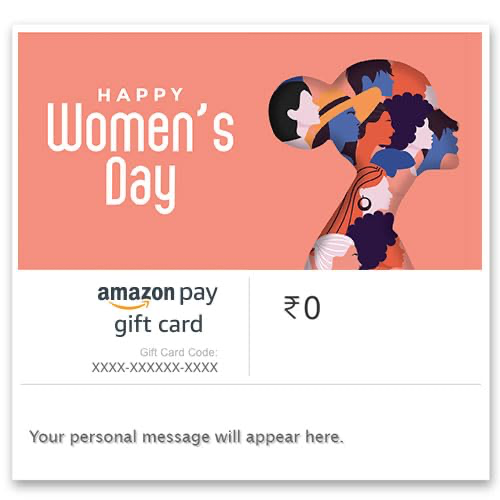 HAPPY
Women's
Day
amazon pay
gift card
Gift Card Code:
XXXX-XXXXXX-XXXX
₹0
Your personal message will appear here.